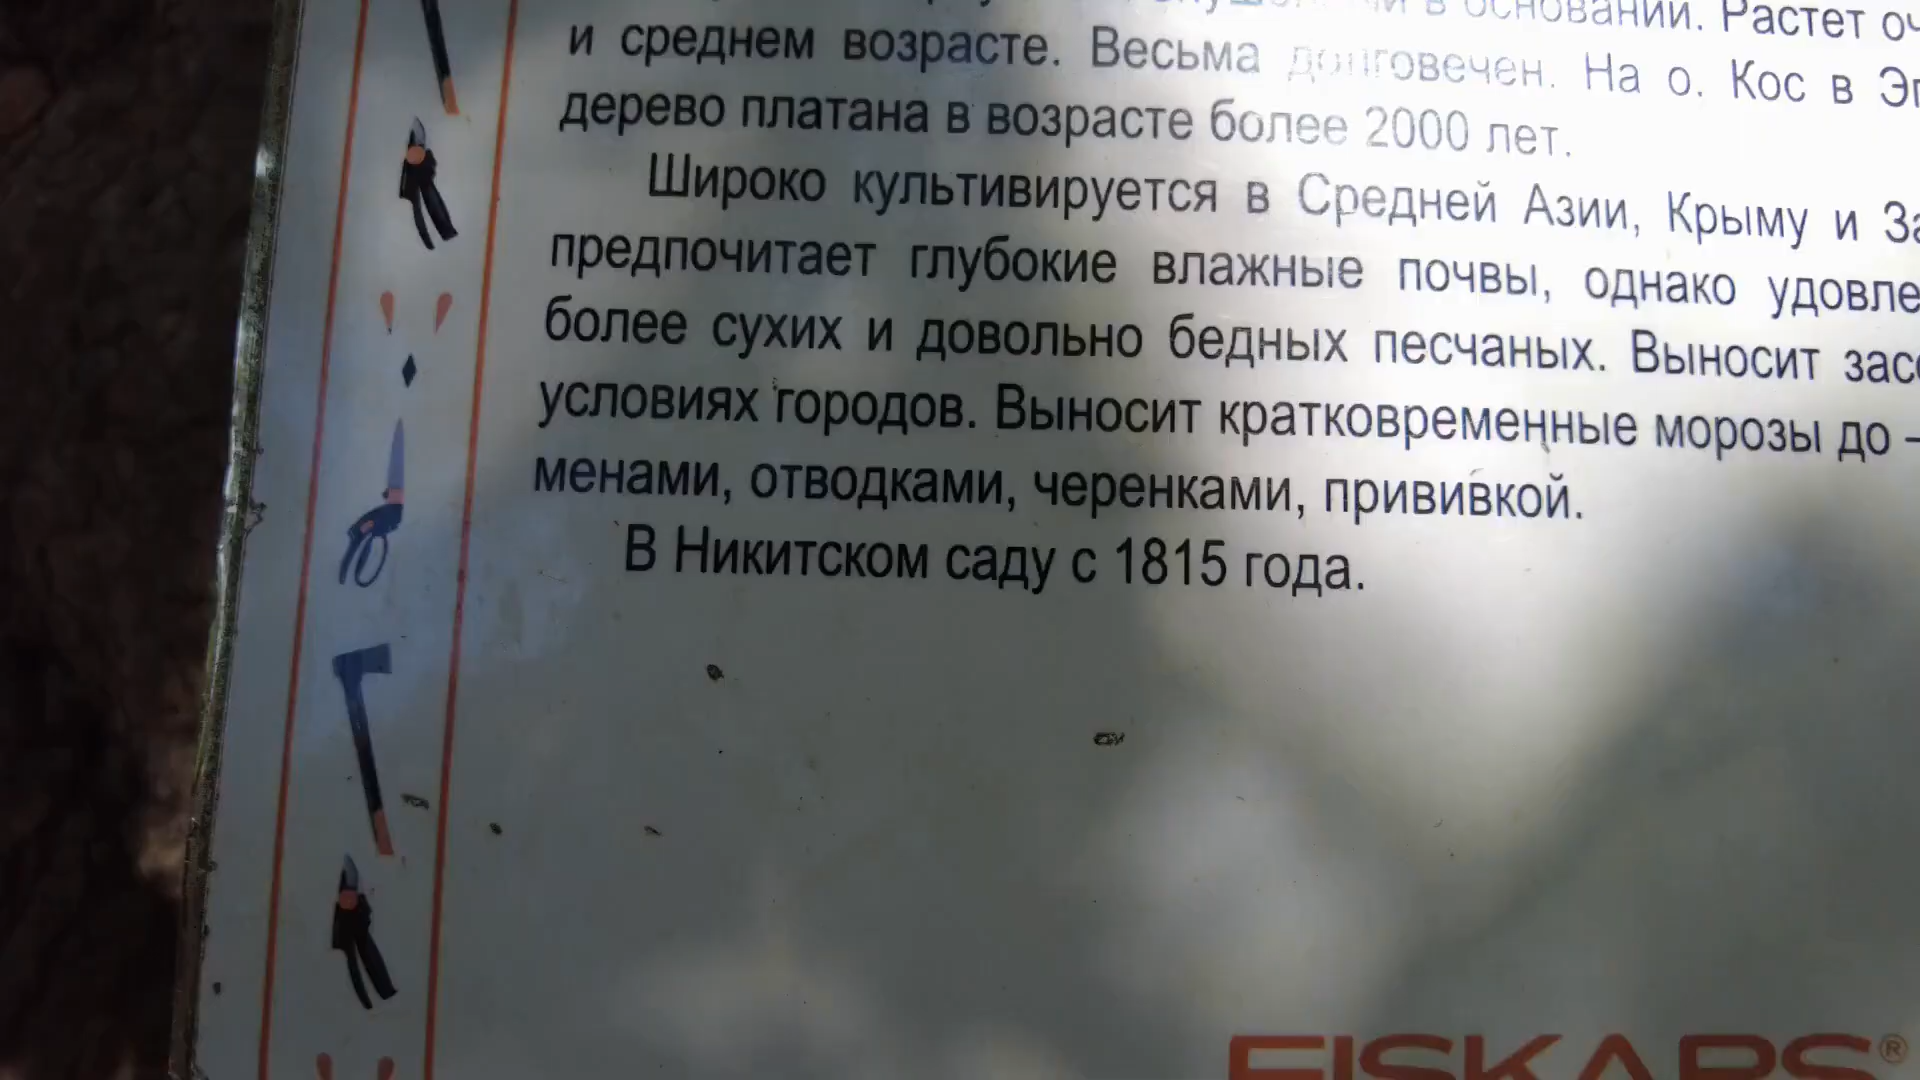 в основании. Растет
и среднем возрасте. Весьма долговечен. На о. Кос в
дерево платана в возрасте более 2000 лет.
Широко культивируется в Средней Азии, Крыму и
предпочитает глубокие влажные почвы, однако
более сухих и довольно бедных песчаных. Выносит
условиях городов. Выносит кратковременные морозы до –
менами, отводками, черенками, прививкой.
В Никитском саду с 1815 года.
FISKARS®